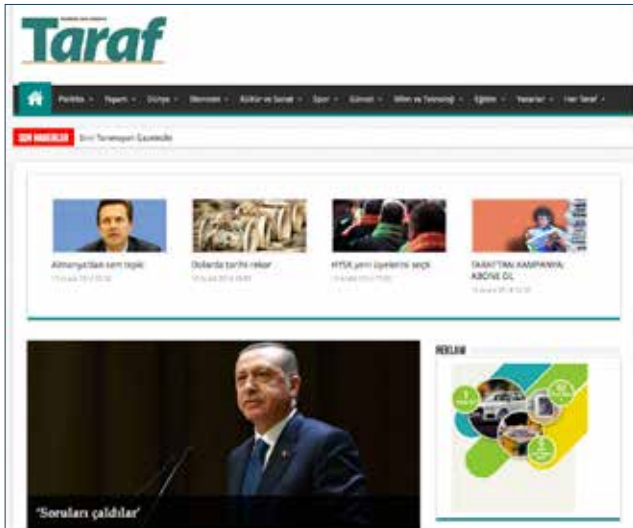 Taraf
Politika Yaşam Dünya Ekonomi Kültür ve Sanat Spor Güncel Bilim ve Teknoloji Eğitim Yazarlar Her Taraf
SON HABERLER
Almanya'dan sert tepki
Dolarda tarihi rekor
HYSK yeni üyelerini seçti
TARAF'TAN KAMPANYA:
ABONE OL
REKLAM
'Soruları çaldılar'